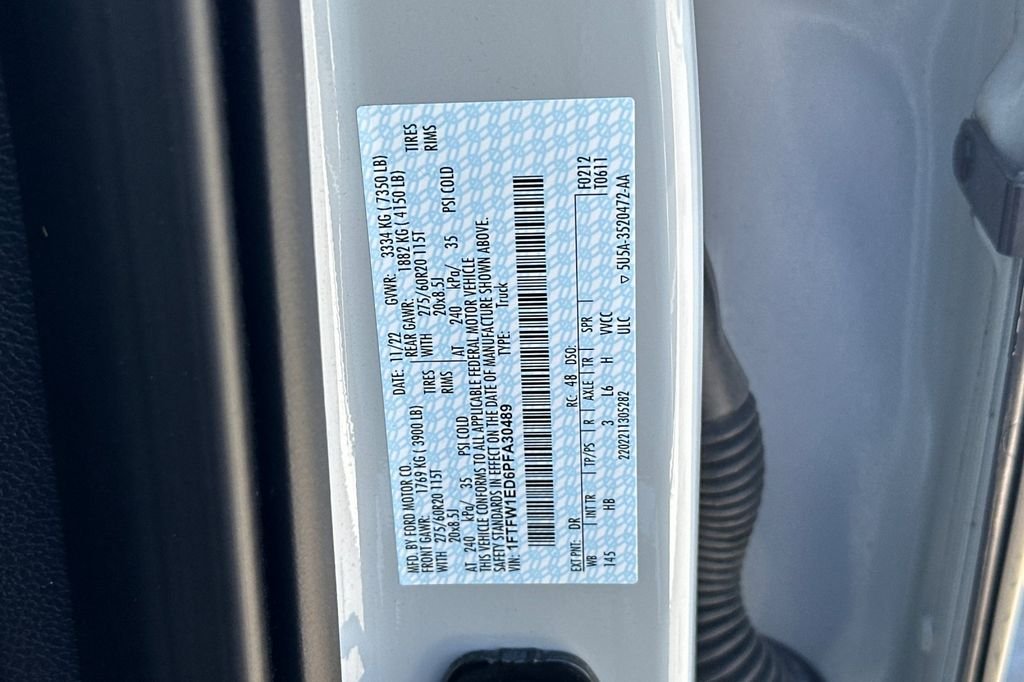 MFD. BY FORD MOTOR CO.
DATE: 11/22 GVWR: 3334 KG ( 7350 LB)
FRONT GAWR: 1769 KG ( 3900 LB)
REAR GAWR: 1882 KG ( 4150 LB)
WITH 275/60R20 115T TIRES
WITH 275/60R20 115T TIRES
20x8.5J RIMS
20x8.5J RIMS
AT 240 kPa/ 35 PSI COLD
AT 240 kPa/ 35 PSI COLD
THIS VEHICLE CONFORMS TO ALL APPLICABLE FEDERAL MOTOR VEHICLE
SAFETY STANDARDS IN EFFECT ON THE DATE OF MANUFACTURE SHOWN ABOVE.
VIN: 1FTFW1ED6PFA30489 TYPE: Truck
EXT PNT: DR RC: 48 DSO: F0212
WB INT TR TP/PS R AXLE TR SPR T0611
145 HB 3 L6 H VVCC
2202211305282 ULC ▽ 5U5A-3520472-AA